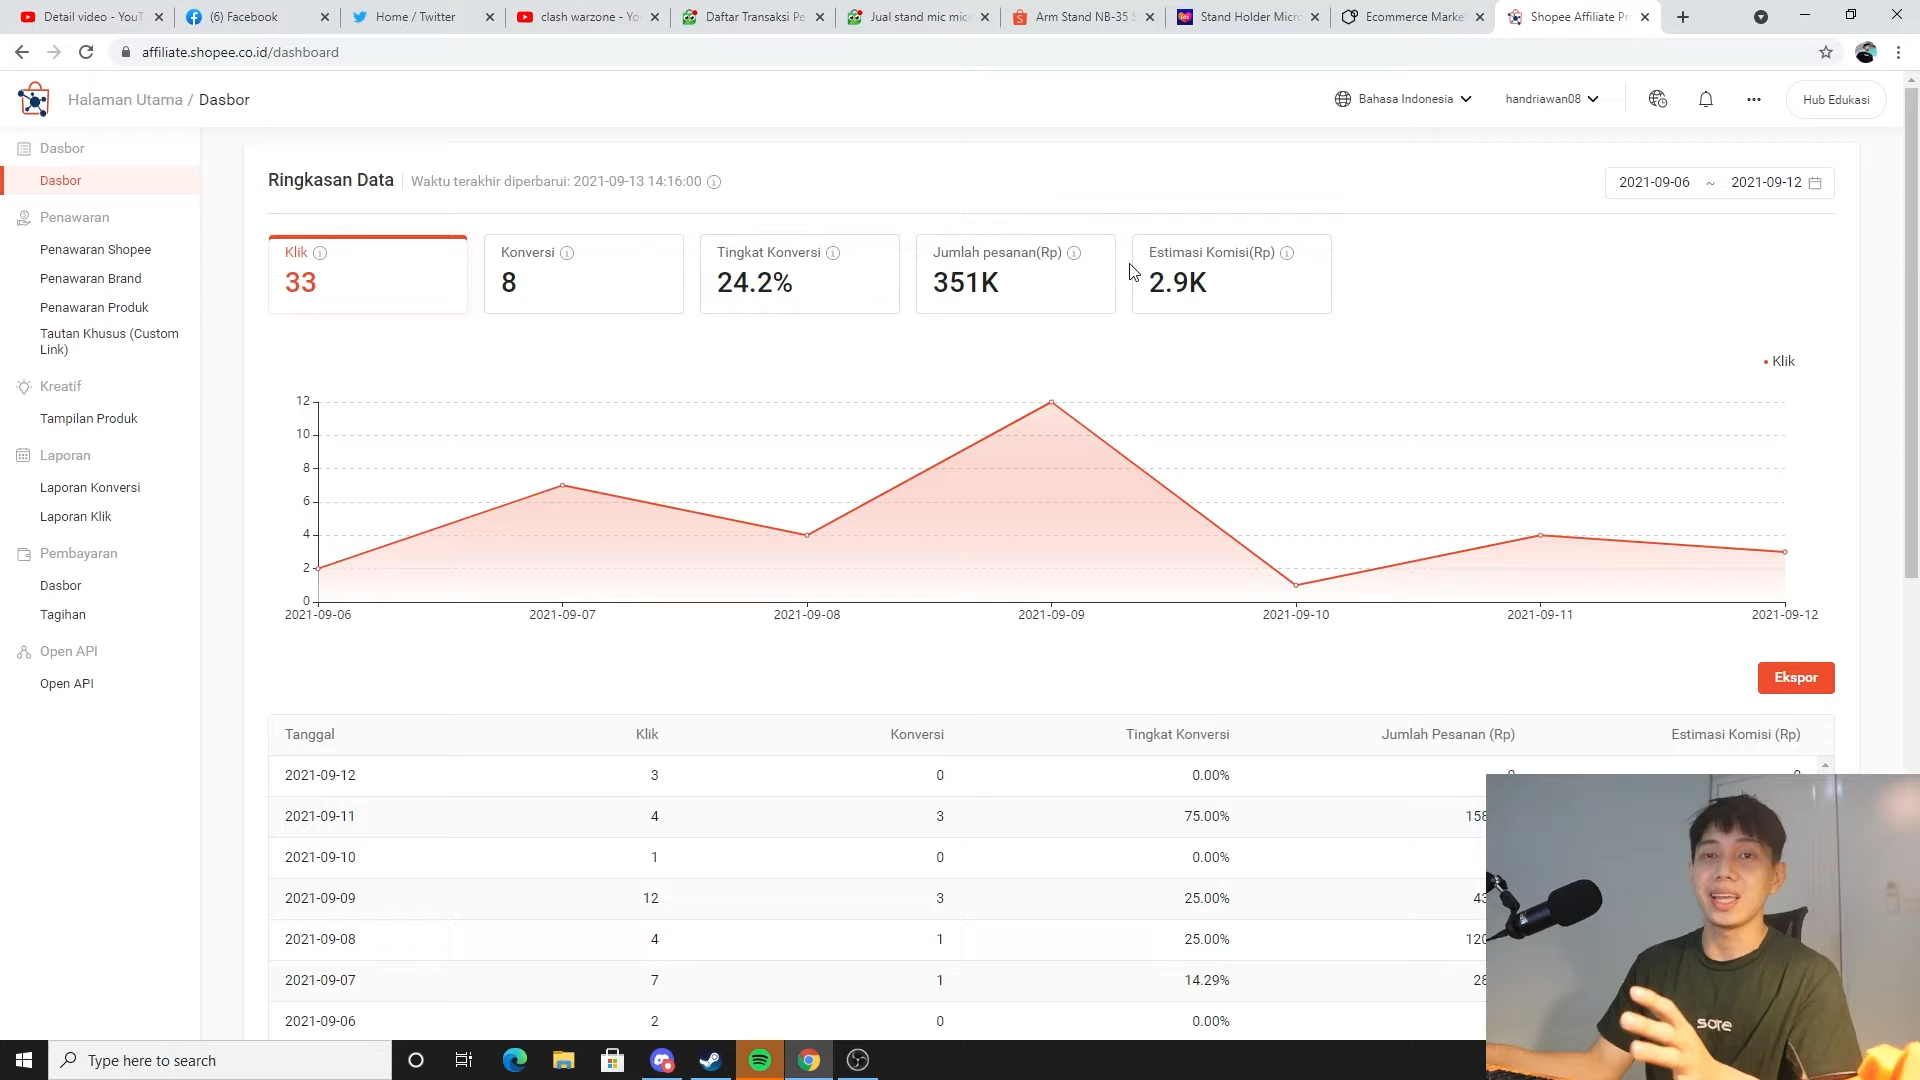 Detail video - YouT
(6) Facebook
Home / Twitter
clash warzone - Yo
Daftar Transaksi Pe
Jual stand mic mic
Arm Stand NB-35
Stand Holder Micro
Ecommerce Marke
Shopee Affiliate Pr
affiliate.shopee.co.id/dashboard
Halaman Utama / Dasbor
Bahasa Indonesia
handriawan08
Hub Edukasi
Dasbor
Dasbor
Penawaran
Penawaran Shopee
Penawaran Brand
Penawaran Produk
Tautan Khusus (Custom
Link)
Kreatif
Tampilan Produk
Laporan
Laporan Konversi
Laporan Klik
Pembayaran
Dasbor
Tagihan
Open API
Open API
Ringkasan Data
Waktu terakhir diperbarui: 2021-09-13 14:16:00
2021-09-06 ~ 2021-09-12
Klik
33
Konversi
8
Tingkat Konversi
24.2%
Jumlah pesanan(Rp)
351K
Estimasi Komisi(Rp)
2.9K
Klik
12
10
8
6
4
2
0
2021-09-06 2021-09-07 2021-09-08 2021-09-09 2021-09-10 2021-09-11 2021-09-12
Ekspor
Tanggal Klik Konversi Tingkat Konversi Jumlah Pesanan (Rp) Estimasi Komisi (Rp)
2021-09-12 3 0 0.00% 0 0
2021-09-11 4 3 75.00% 158
2021-09-10 1 0 0.00%
2021-09-09 12 3 25.00% 43
2021-09-08 4 1 25.00% 120
2021-09-07 7 1 14.29% 28
2021-09-06 2 0 0.00%
sore
Type here to search